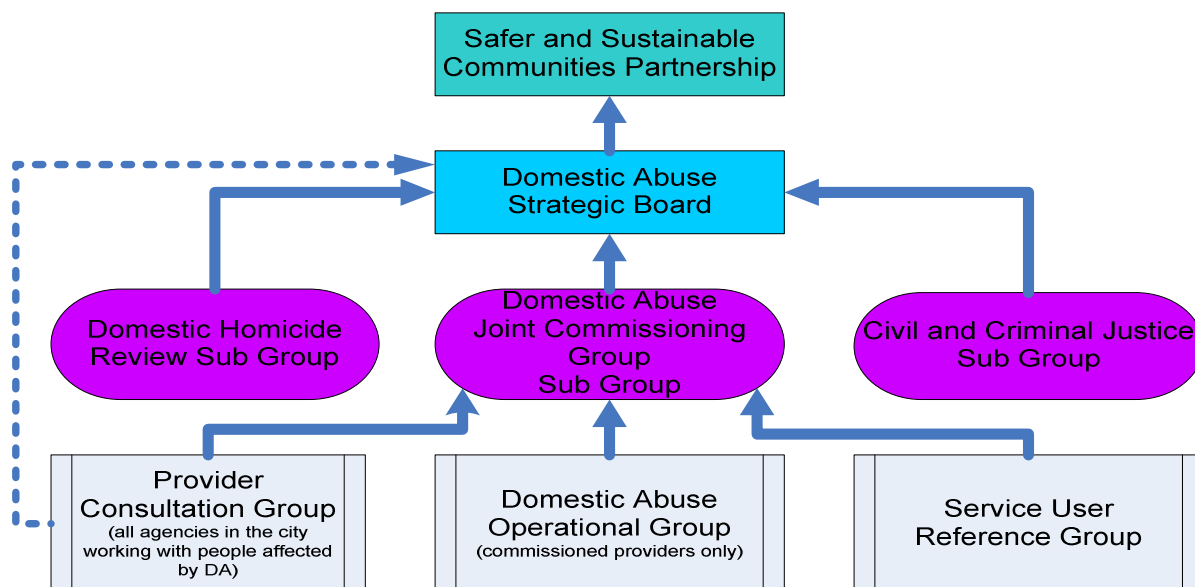 Safer and Sustainable
Communities Partnership
Domestic Abuse
Strategic Board
Domestic Homicide
Review Sub Group
Domestic Abuse
Joint Commissioning
Group
Sub Group
Civil and Criminal Justice
Sub Group
Provider
Consultation Group
(all agencies in the city
working with people affected
by DA)
Domestic Abuse
Operational Group
(commissioned providers only)
Service User
Reference Group